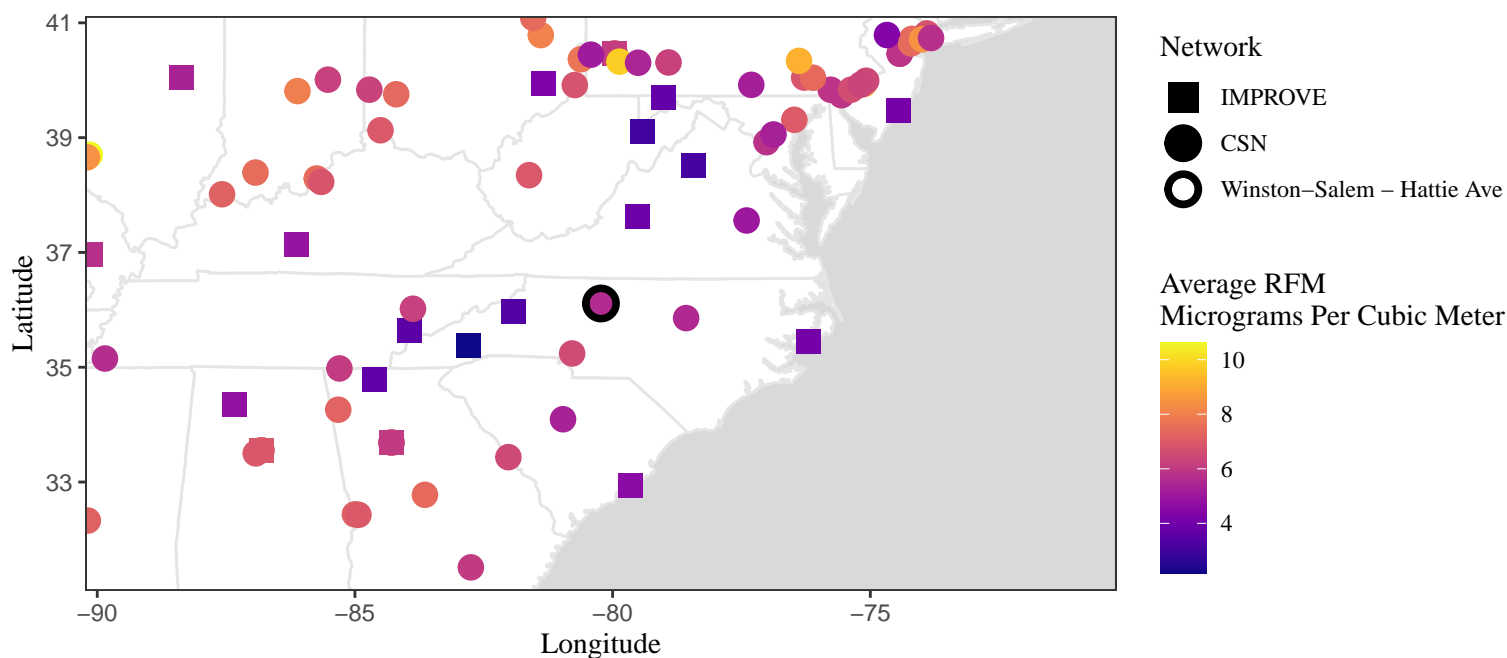 41
39
37
35
33
Latitude
−90
−85
−80
−75
Longitude
Network
IMPROVE
CSN
Winston−Salem − Hattie Ave
Average RFM
Micrograms Per Cubic Meter
10
8
6
4